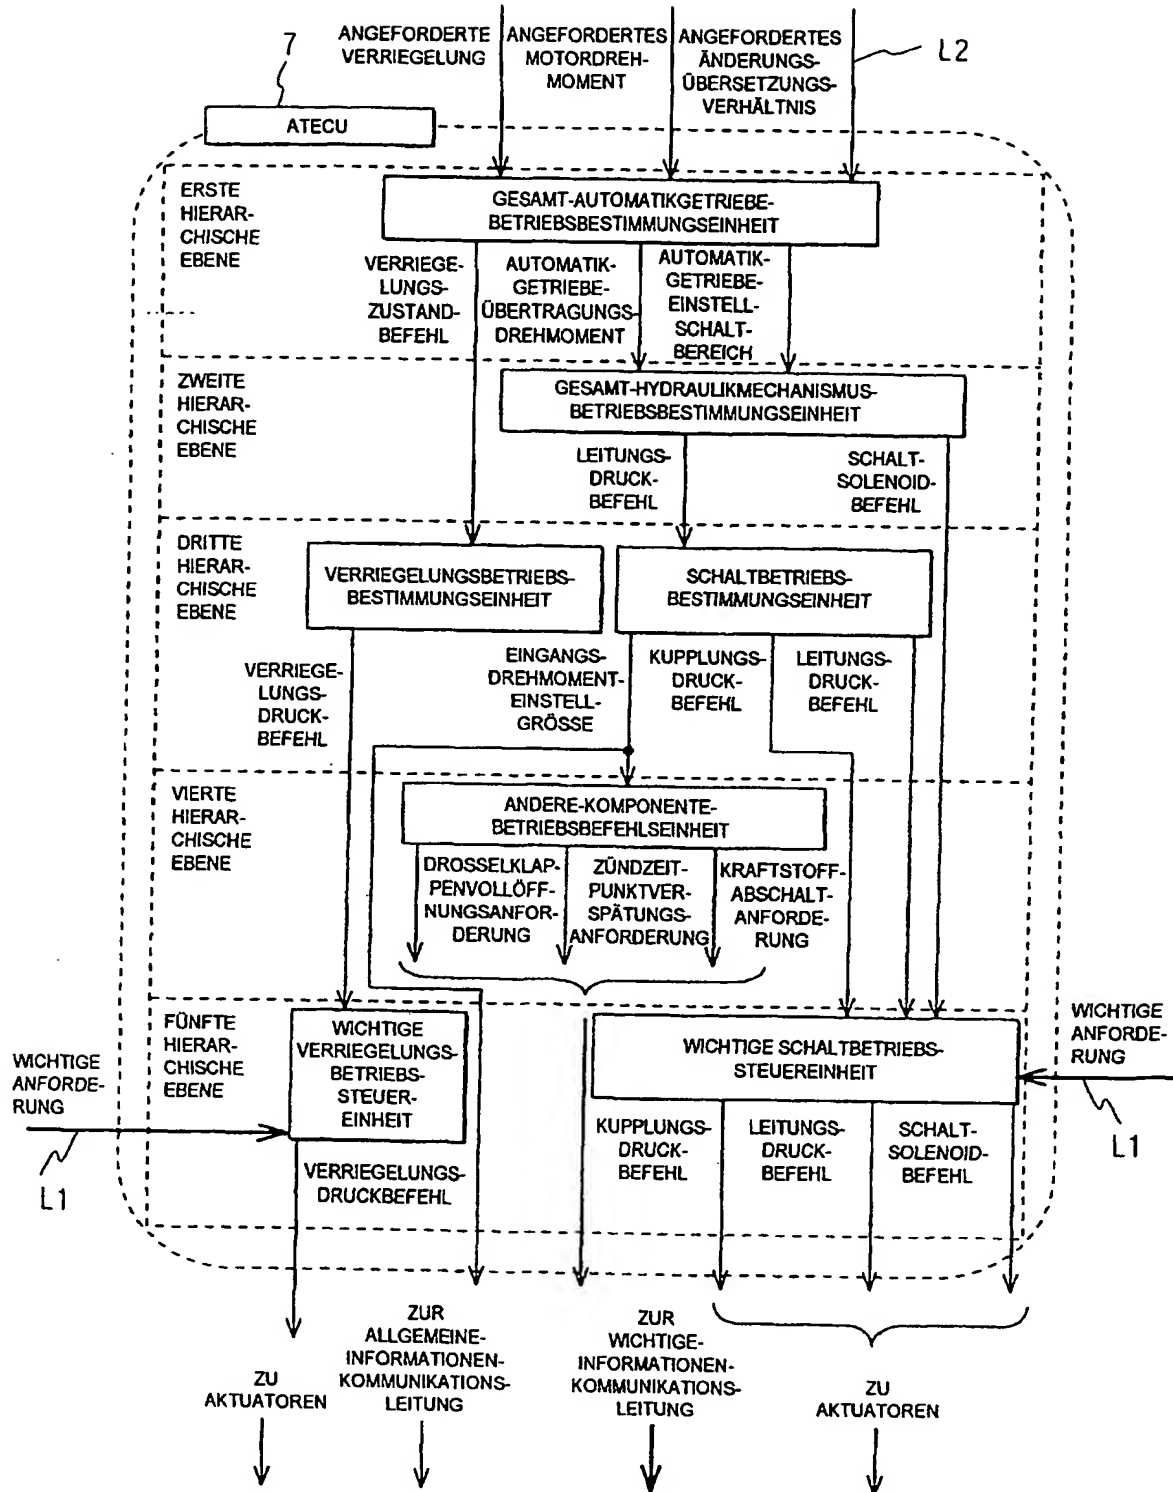 ANGEFORDERTE
VERRIEGELUNG
ANGEFORDERTES
MOTORDREH-
MOMENT
ANGEFORDERTES
ÄNDERUNGS-
ÜBERSETZUNGS-
VERHÄLTNIS
L2
7
ATECU
ERSTE
HIERAR-
CHISCHE
EBENE
GESAMT-AUTOMATIKGETRIEBE-
BETRIEBSBESTIMMUNGSEINHEIT
VERRIEGE-
LUNGS-
ZUSTAND-
BEFEHL
AUTOMATIK-
GETRIEBE-
ÜBERTRAGUNGS-
DREHMOMENT
AUTOMATIK-
GETRIEBE-
EINSTELL-
SCHALT-
BEREICH
ZWEITE
HIERAR-
CHISCHE
EBENE
GESAMT-HYDRAULIKMECHANISMUS-
BETRIEBSBESTIMMUNGSEINHEIT
LEITUNGS-
DRUCK-
BEFEHL
SCHALT-
SOLENOID-
BEFEHL
DRITTE
HIERAR-
CHISCHE
EBENE
VERRIEGELUNGSBETRIEBS-
BESTIMMUNGSEINHEIT
SCHALTBETRIEBS-
BESTIMMUNGSEINHEIT
VERRIEGE-
LUNGS-
DRUCK-
BEFEHL
EINGANGS-
DREHMOMENT-
EINSTELL-
GRÖSSE
KUPPLUNGS-
DRUCK-
BEFEHL
LEITUNGS-
DRUCK-
BEFEHL
VIERTE
HIERAR-
CHISCHE
EBENE
ANDERE-KOMPONENTE-
BETRIEBSBEFEHLSEINHEIT
DROSSELKLAP-
PENVOLLÖFF-
NUNGSANFOR-
DERUNG
ZÜNDZEIT-
PUNKTVER-
SPÄTUNGS-
ANFORDERUNG
KRAFTSTOFF-
ABSCHALT-
ANFORDE-
RUNG
FÜNFTE
HIERAR-
CHISCHE
EBENE
WICHTIGE
VERRIEGELUNGS-
BETRIEBS-
STEUER-
EINHEIT
WICHTIGE SCHALTBETRIEBS-
STEUEREINHEIT
WICHTIGE
ANFORDE-
RUNG
L1
WICHTIGE
ANFORDE-
RUNG
L1
VERRIEGELUNGS-
DRUCKBEFEHL
KUPPLUNGS-
DRUCK-
BEFEHL
LEITUNGS-
DRUCK-
BEFEHL
SCHALT-
SOLENOID-
BEFEHL
ZU
AKTUATOREN
ZUR
ALLGEMEINE-
INFORMATIONEN-
KOMMUNIKATIONS-
LEITUNG
ZUR
WICHTIGE-
INFORMATIONEN-
KOMMUNIKATIONS-
LEITUNG
ZU
AKTUATOREN